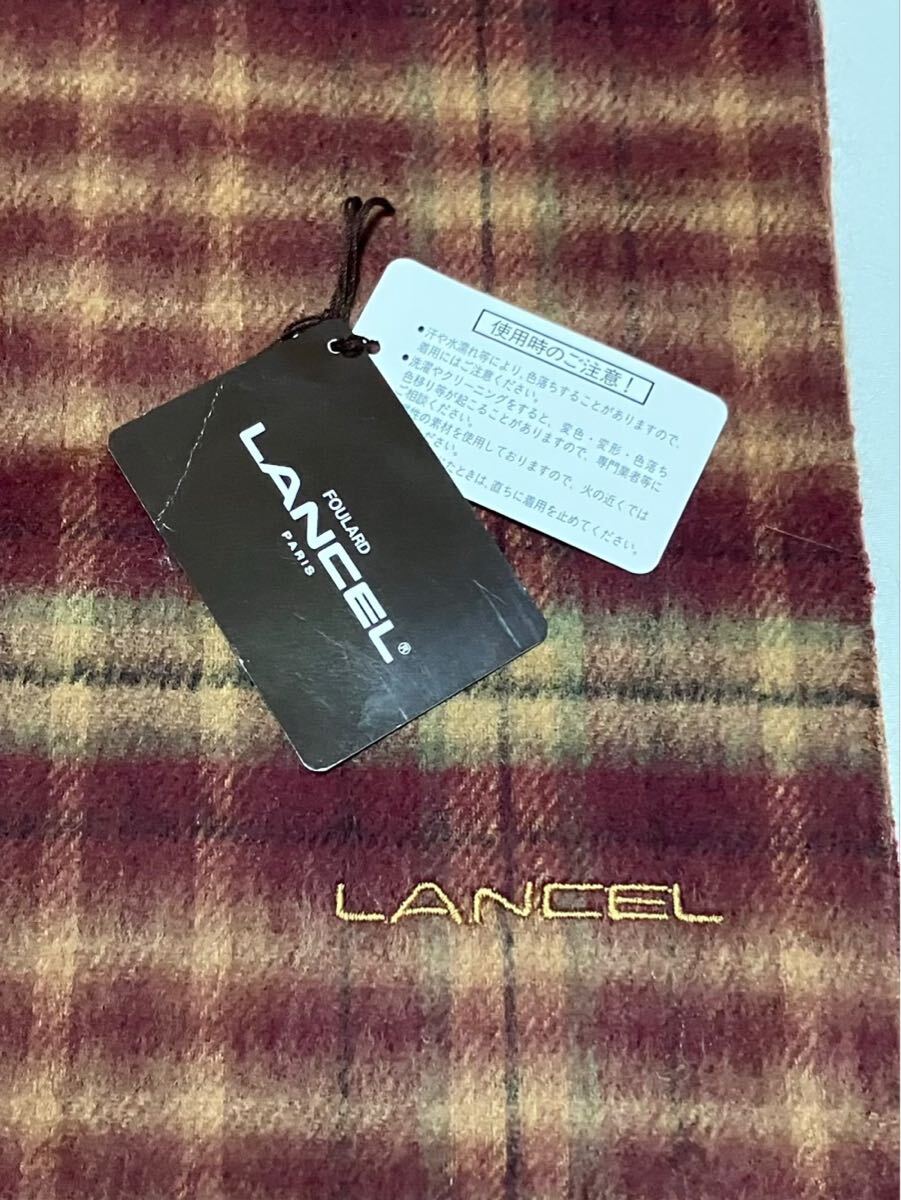 使用時のご注意！
●汗や水濡れ等により、色落ちすることがありますので、
着用にはご注意ください。
●洗濯やクリーニングをすると、変色・変形・色落ち
色移り等が起こることがありますので、専門業者等に
ご相談ください。
性の素材を使用しておりますので、火の近くでは
ださい。
たときは、直ちに着用を止めてください。
FOULARD
LANCEL®
PARIS
LANCEL